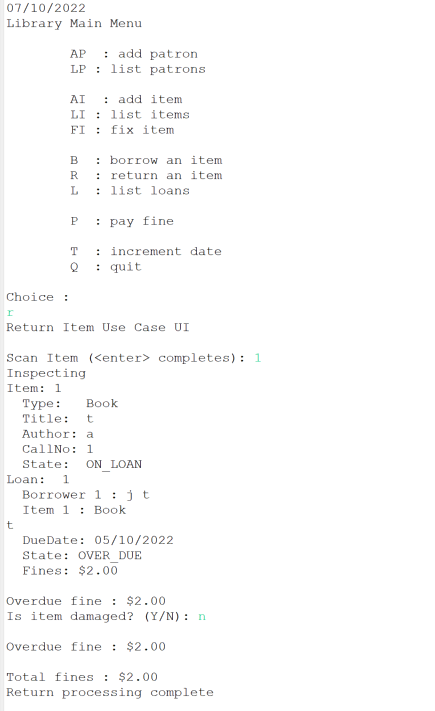 07/10/2022
Library Main Menu
AP : add patron
LP : list patrons
AI : add item
LI : list items
FI : fix item
B : borrow an item
R : return an item
L : list loans
P : pay fine
T : increment date
Q : quit
Choice :
r
Return Item Use Case UI
Scan Item (<enter> completes): 1
Inspecting
Item: 1
Type: Book
Title: t
Author: a
CallNo: 1
State: ON_LOAN
Loan: 1
Borrower 1 : j t
Item 1 : Book
t
DueDate: 05/10/2022
State: OVER_DUE
Fines: $2.00
Overdue fine : $2.00
Is item damaged? (Y/N): n
Overdue fine : $2.00
Total fines : $2.00
Return processing complete